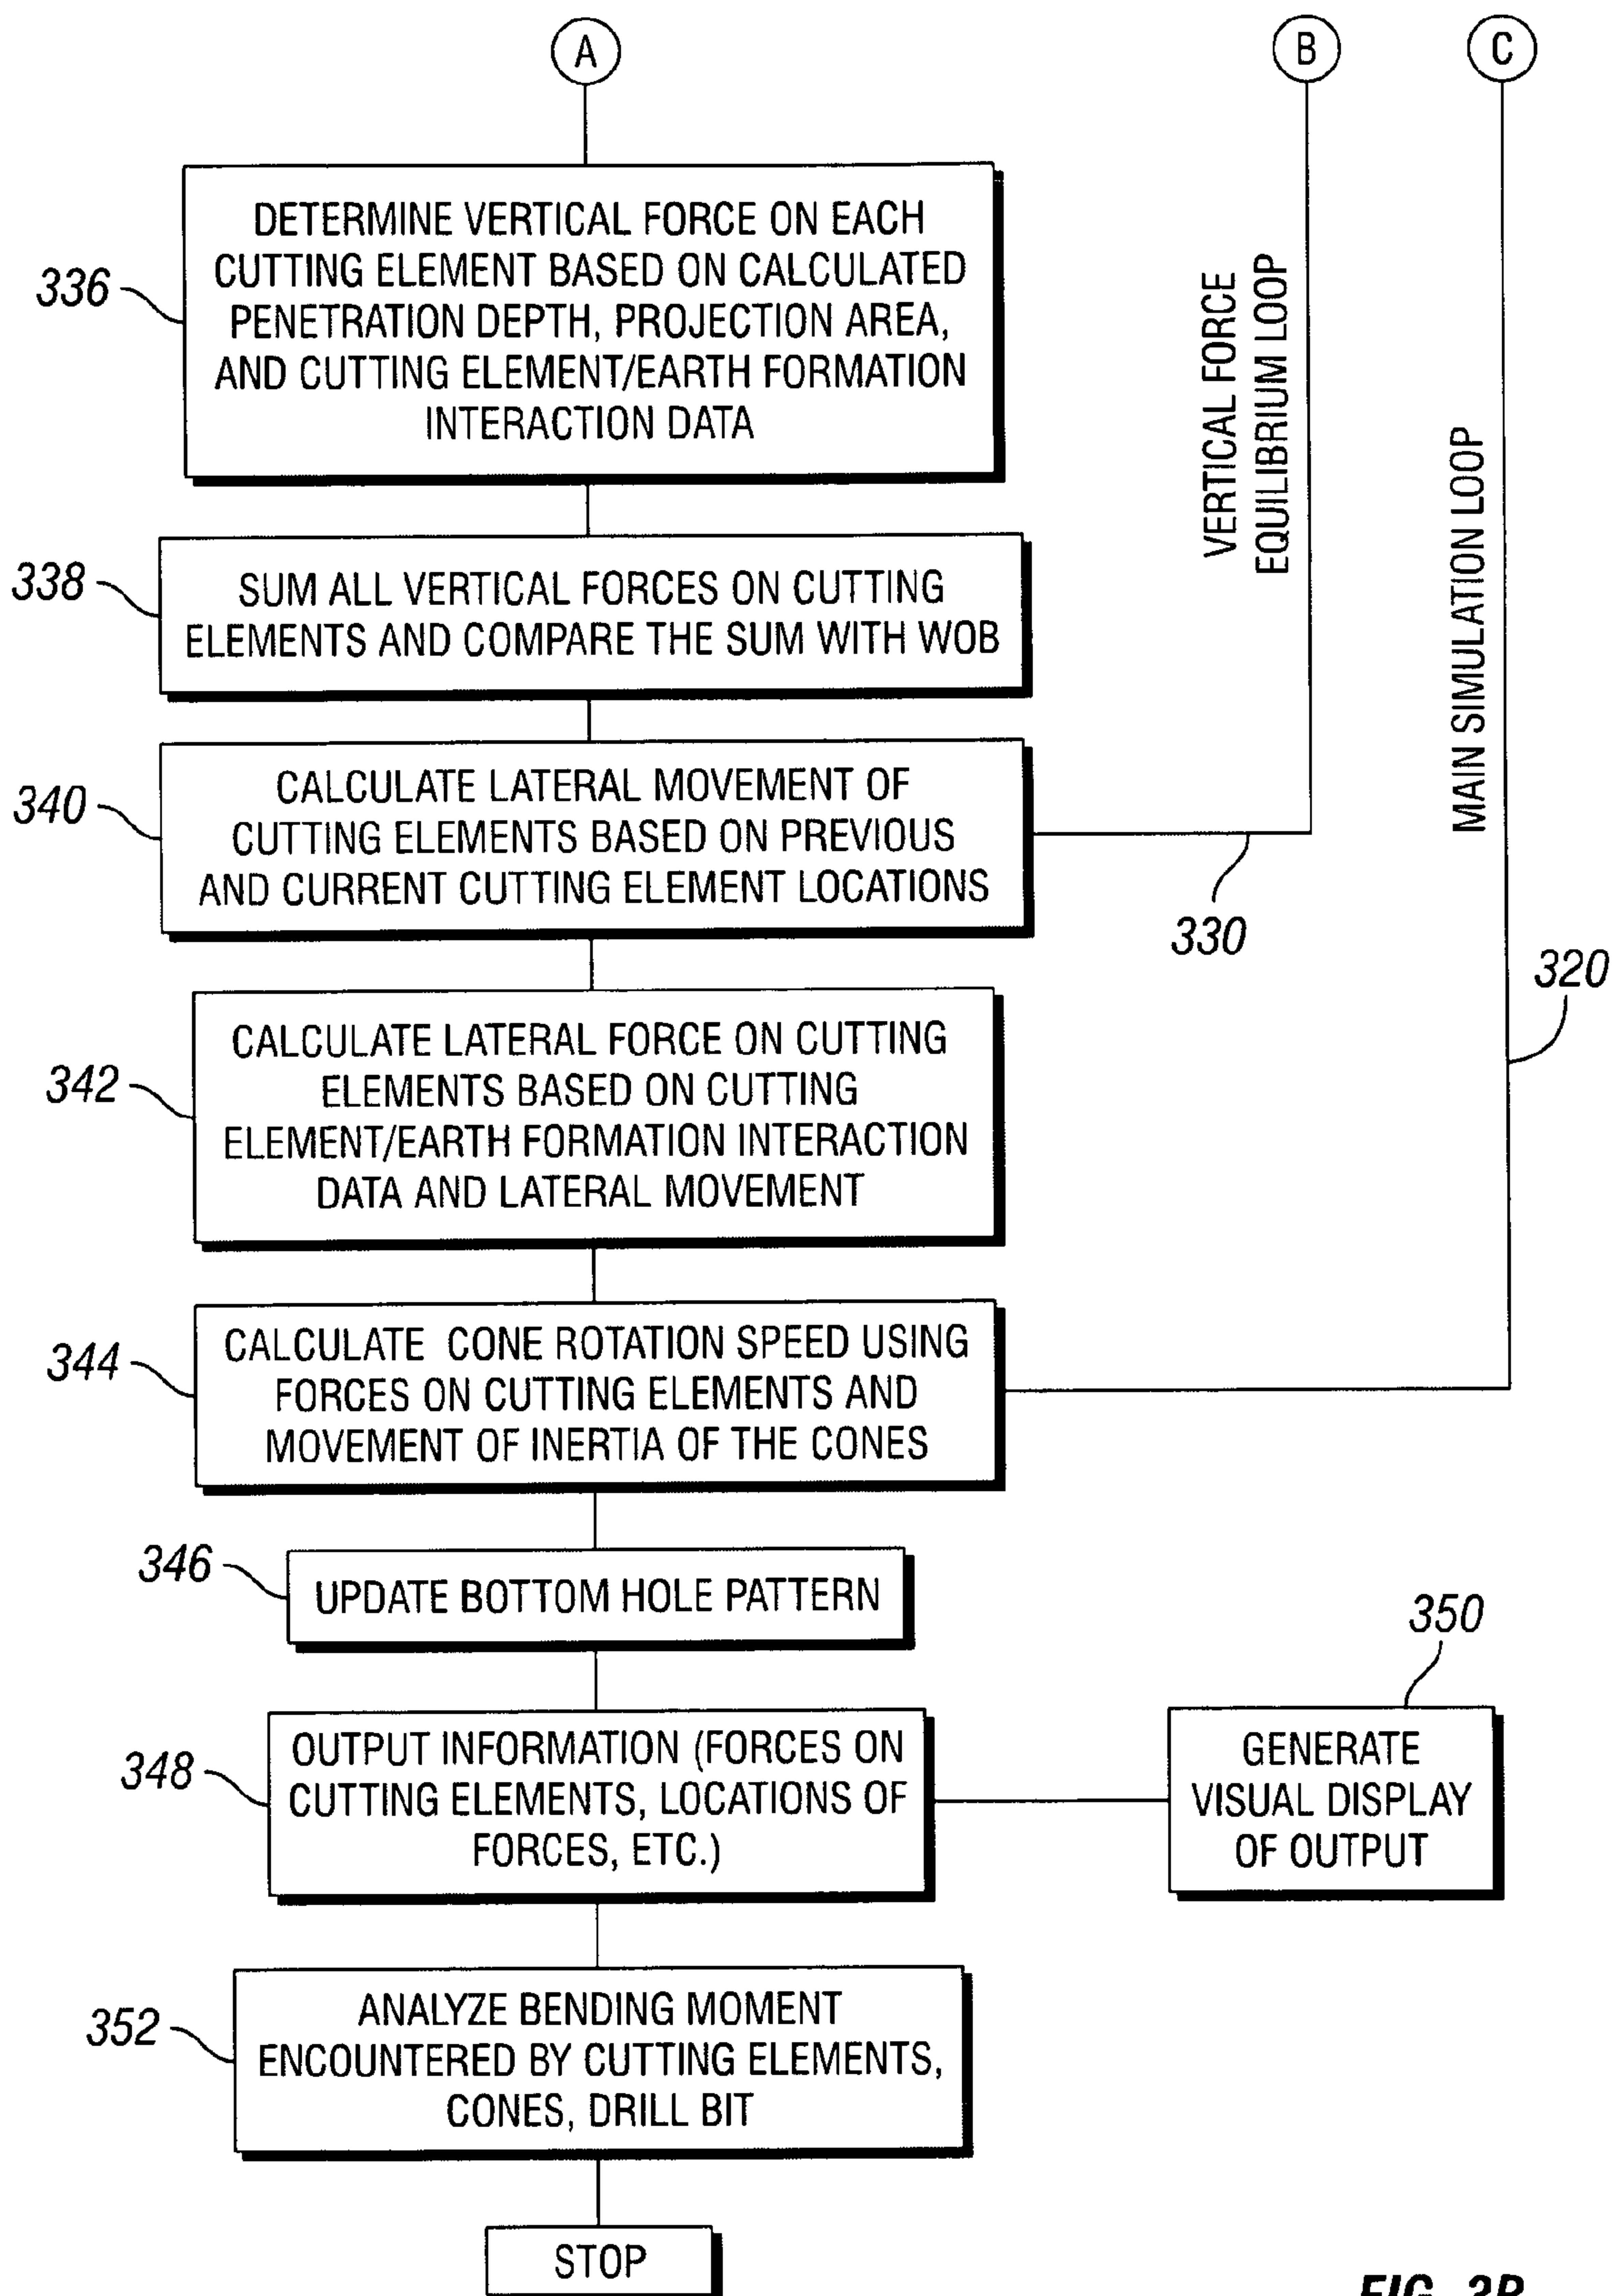 A
B
C
DETERMINE VERTICAL FORCE ON EACH
CUTTING ELEMENT BASED ON CALCULATED
PENETRATION DEPTH, PROJECTION AREA,
AND CUTTING ELEMENT/EARTH FORMATION
INTERACTION DATA
336
VERTICAL FORCE
EQUILIBRIUM LOOP
MAIN SIMULATION LOOP
338
SUM ALL VERTICAL FORCES ON CUTTING
ELEMENTS AND COMPARE THE SUM WITH WOB
340
CALCULATE LATERAL MOVEMENT OF
CUTTING ELEMENTS BASED ON PREVIOUS
AND CURRENT CUTTING ELEMENT LOCATIONS
330
320
342
CALCULATE LATERAL FORCE ON CUTTING
ELEMENTS BASED ON CUTTING
ELEMENT/EARTH FORMATION INTERACTION
DATA AND LATERAL MOVEMENT
344
CALCULATE CONE ROTATION SPEED USING
FORCES ON CUTTING ELEMENTS AND
MOVEMENT OF INERTIA OF THE CONES
346
UPDATE BOTTOM HOLE PATTERN
350
348
OUTPUT INFORMATION (FORCES ON
CUTTING ELEMENTS, LOCATIONS OF
FORCES, ETC.)
GENERATE
VISUAL DISPLAY
OF OUTPUT
352
ANALYZE BENDING MOMENT
ENCOUNTERED BY CUTTING ELEMENTS,
CONES, DRILL BIT
STOP
FIG. 3B